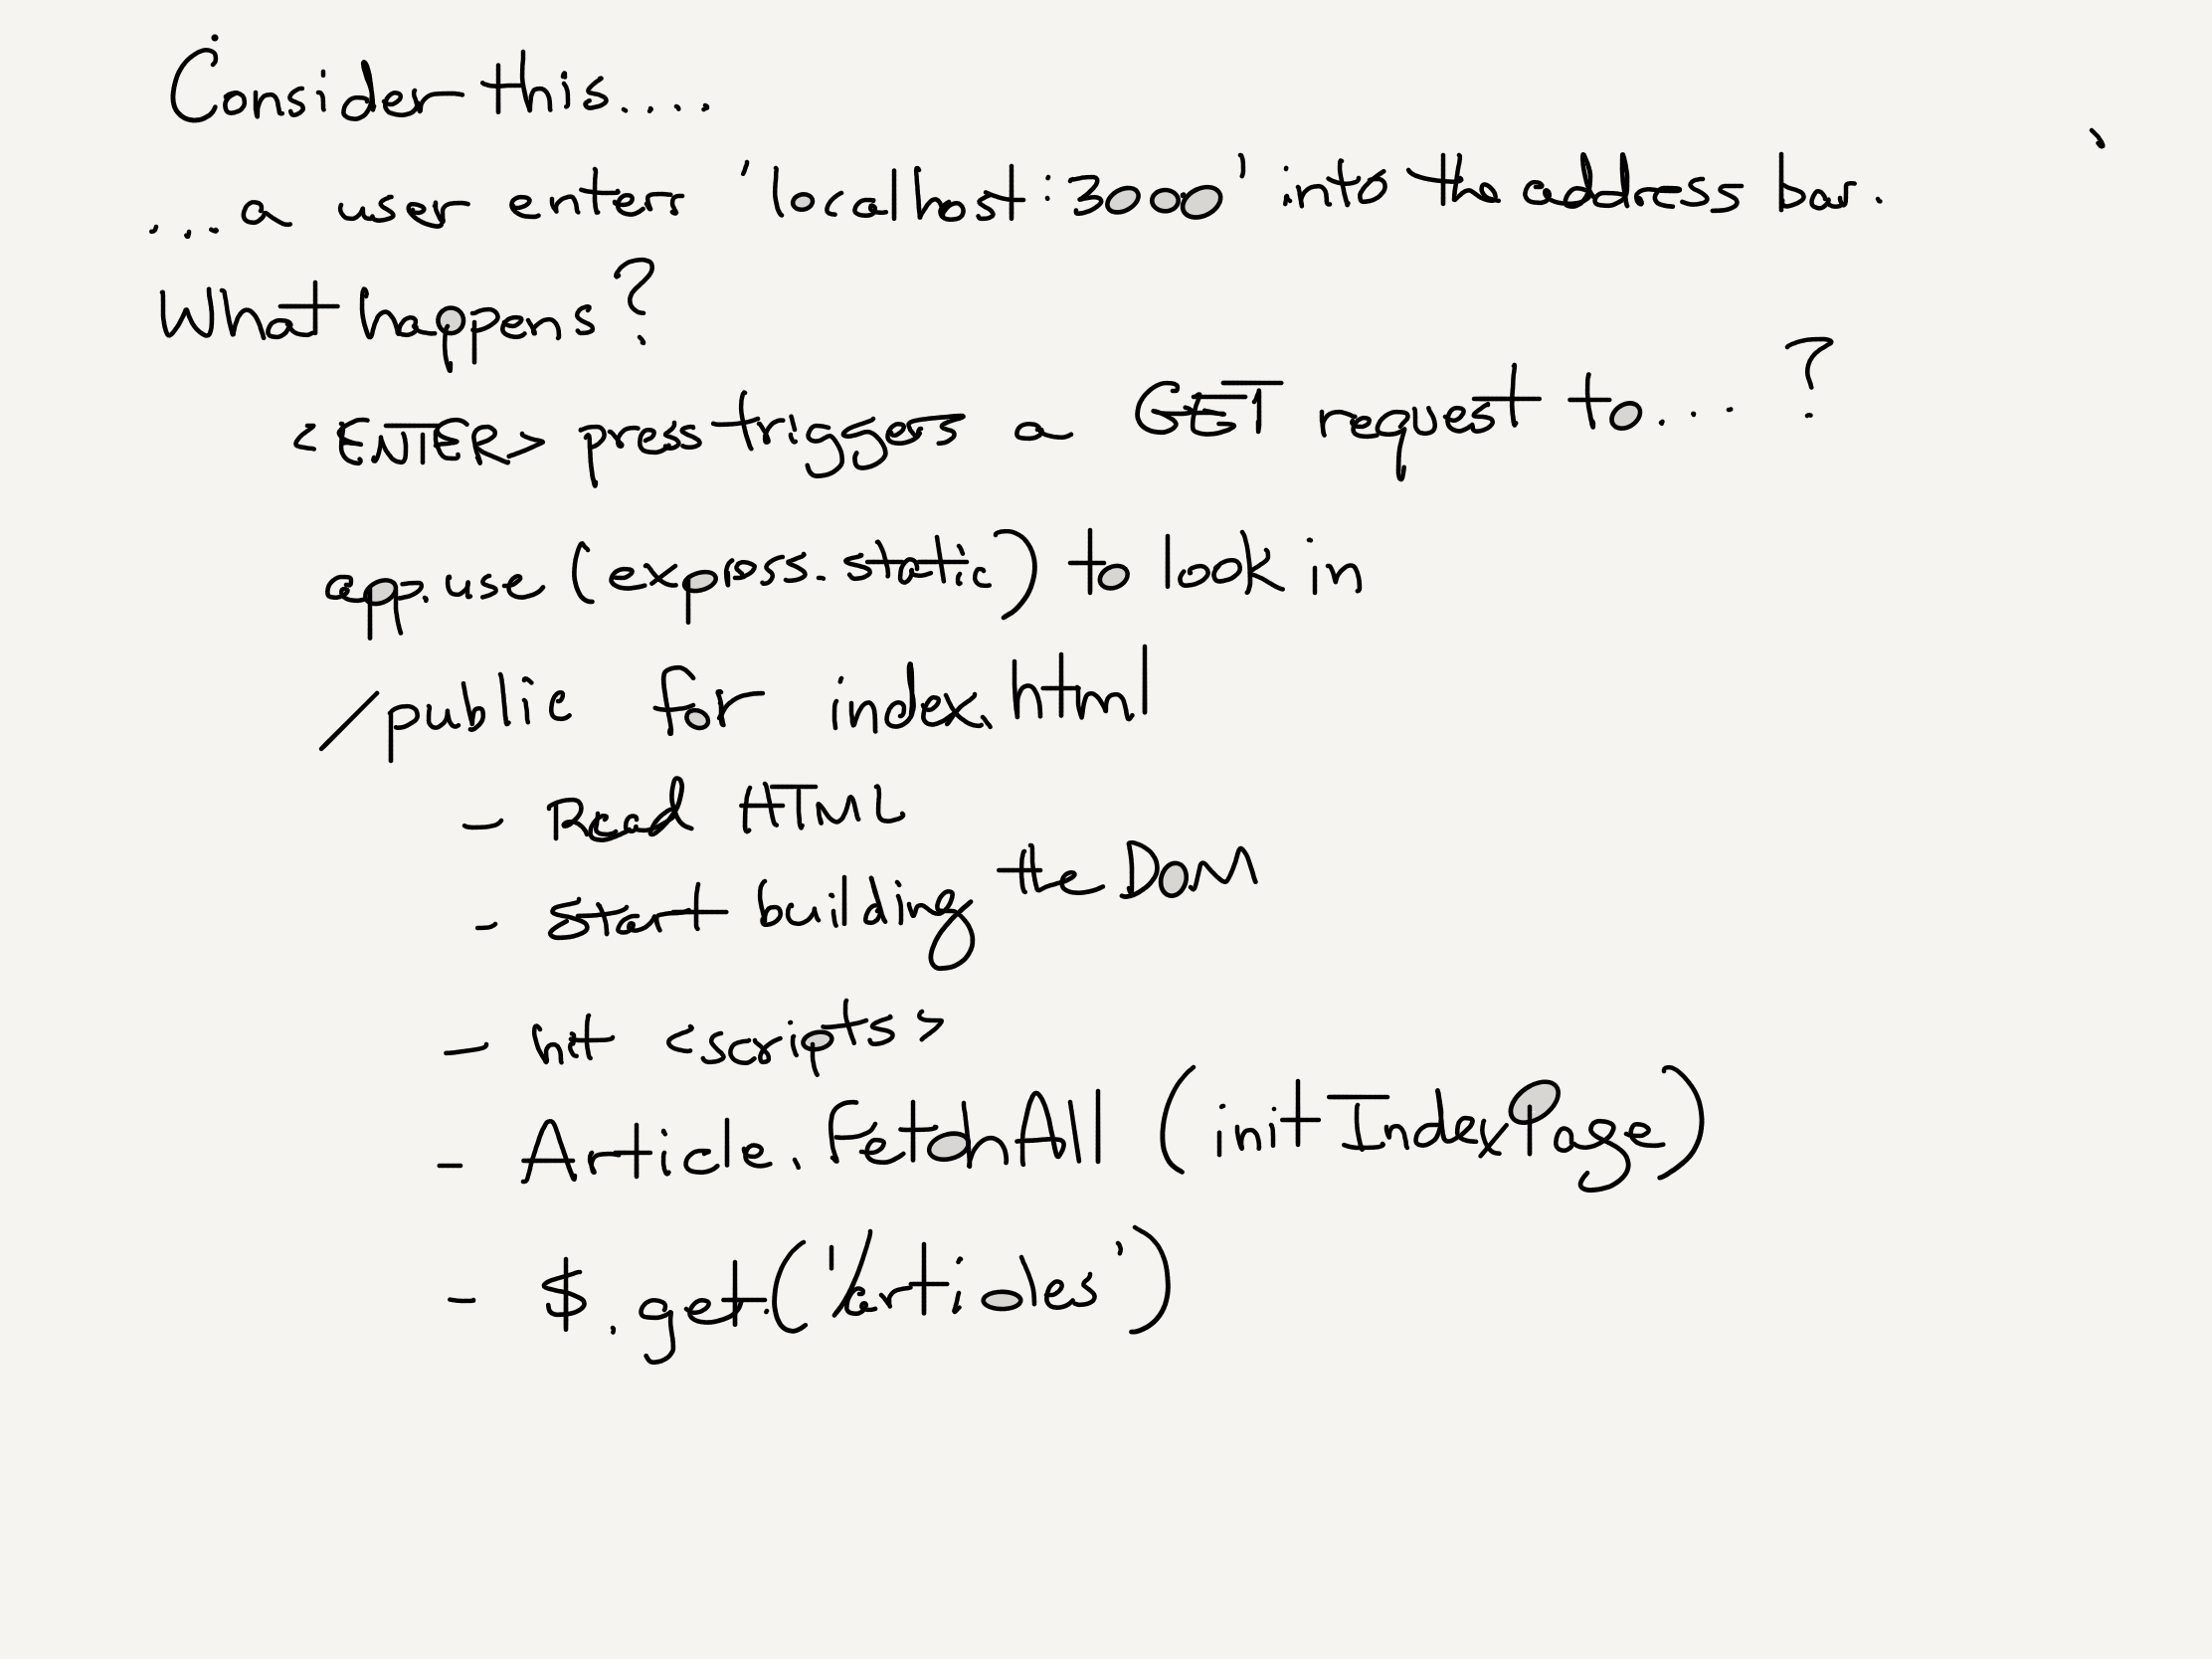 Consider this....
...a user enters 'localhost:3000' into the address bar.
What happens?
<ENTER> press triggers a GET request to... ?
app.use (express.static) to look in
/public for index.html
- Read HTML
- Start building the DOM
- hit <scripts>
- Article.FetchAll (initIndexPage)
- $.get.('/articles')